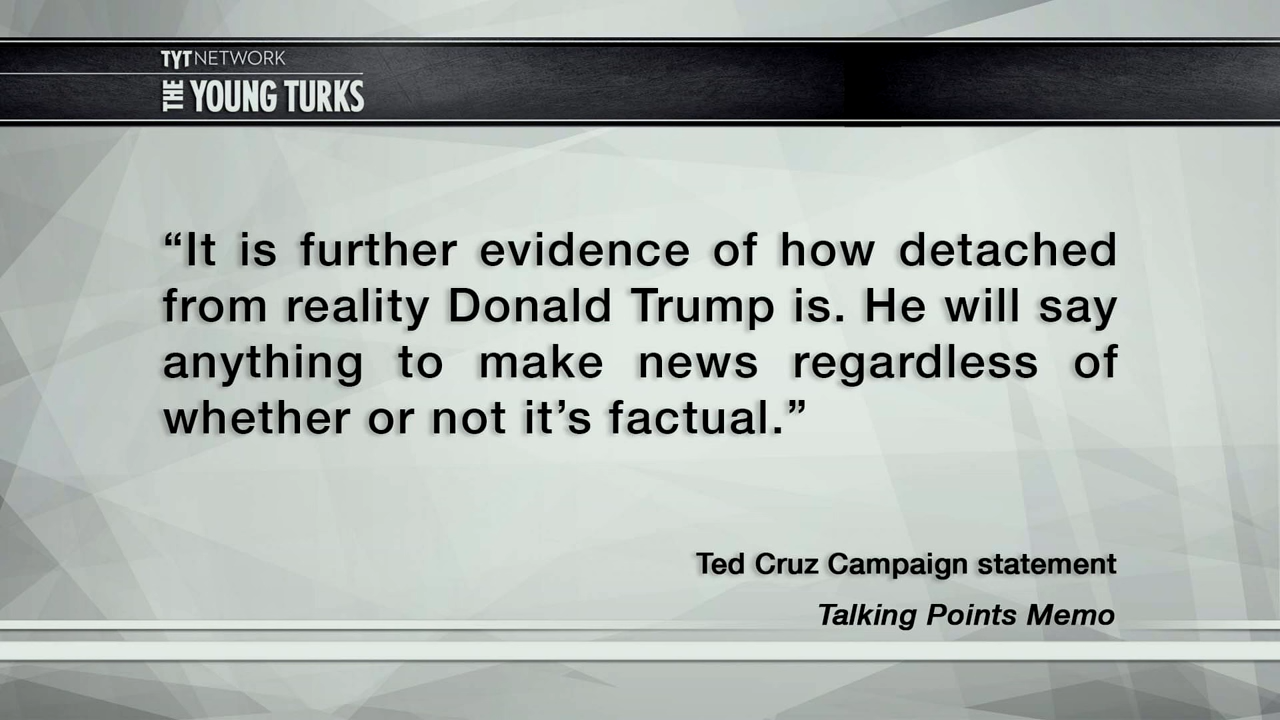 TYT NETWORK
THE YOUNG TURKS
“It is further evidence of how detached
from reality Donald Trump is. He will say
anything to make news regardless of
whether or not it’s factual.”
Ted Cruz Campaign statement
Talking Points Memo